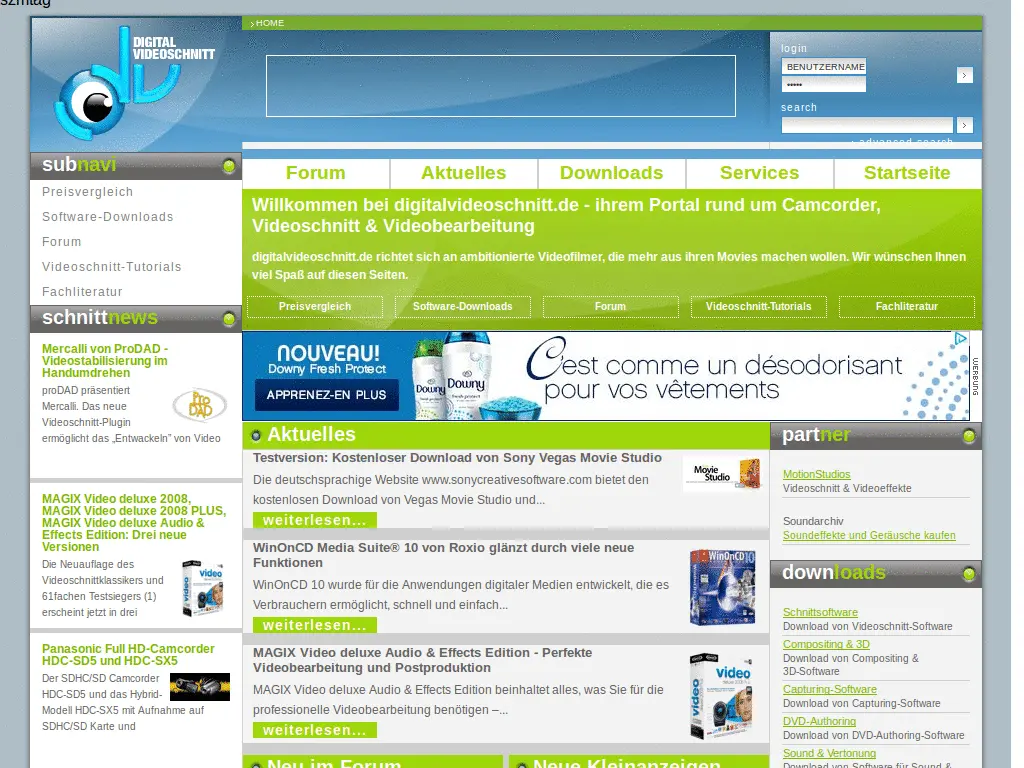 szmtag
HOME
DIGITAL
VIDEOSCHNITT
login
BENUTZERNAME
•••••
search
advanced search
subnavi
Preisvergleich
Software-Downloads
Forum
Videoschnitt-Tutorials
Fachliteratur
Forum
Aktuelles
Downloads
Services
Startseite
Willkommen bei digitalvideoschnitt.de - ihrem Portal rund um Camcorder,
Videoschnitt & Videobearbeitung
digitalvideoschnitt.de richtet sich an ambitionierte Videofilmer, die mehr aus ihren Movies machen wollen. Wir wünschen Ihnen
viel Spaß auf diesen Seiten.
Preisvergleich
Software-Downloads
Forum
Videoschnitt-Tutorials
Fachliteratur
schnittnews
Mercalli von ProDAD -
Videostabilisierung im
Handumdrehen
proDAD präsentiert
Mercalli. Das neue
Videoschnitt-Plugin
ermöglicht das „Entwackeln” von Video
PRO
DAD
MAGIX Video deluxe 2008,
MAGIX Video deluxe 2008 PLUS,
MAGIX Video deluxe Audio &
Effects Edition: Drei neue
Versionen
Die Neuauflage des
Videoschnittklassikers und
61fachen Testsiegers (1)
erscheint jetzt in drei
video
Panasonic Full HD-Camcorder
HDC-SD5 und HDC-SX5
Der SDHC/SD Camcorder
HDC-SD5 und das Hybrid-
Modell HDC-SX5 mit Aufnahme auf
SDHC/SD Karte und
NOUVEAU!
Downy Fresh Protect
APPRENEZ-EN PLUS
Downy
Downy
C'est comme un désodorisant
pour vos vêtements
WERBUNG
Aktuelles
Testversion: Kostenloser Download von Sony Vegas Movie Studio
Die deutschsprachige Website www.sonycreativesoftware.com bietet den
kostenlosen Download von Vegas Movie Studio und...
weiterlesen...
Movie
Studio
WinOnCD Media Suite® 10 von Roxio glänzt durch viele neue
Funktionen
WinOnCD 10 wurde für die Anwendungen digitaler Medien entwickelt, die es
Verbrauchern ermöglicht, schnell und einfach...
weiterlesen...
WinOnCD 10
MAGIX Video deluxe Audio & Effects Edition - Perfekte
Videobearbeitung und Postproduktion
MAGIX Video deluxe Audio & Effects Edition beinhaltet alles, was Sie für die
professionelle Videobearbeitung benötigen –...
weiterlesen...
video
Neu im Forum
Neue Kleinanzeigen
partner
MotionStudios
Videoschnitt & Videoeffekte
Soundarchiv
Soundeffekte und Geräusche kaufen
downloads
Schnittsoftware
Download von Videoschnitt-Software
Compositing & 3D
Download von Compositing &
3D-Software
Capturing-Software
Download von Capturing-Software
DVD-Authoring
Download von DVD-Authoring-Software
Sound & Vertonung
Download von Software für Sound &